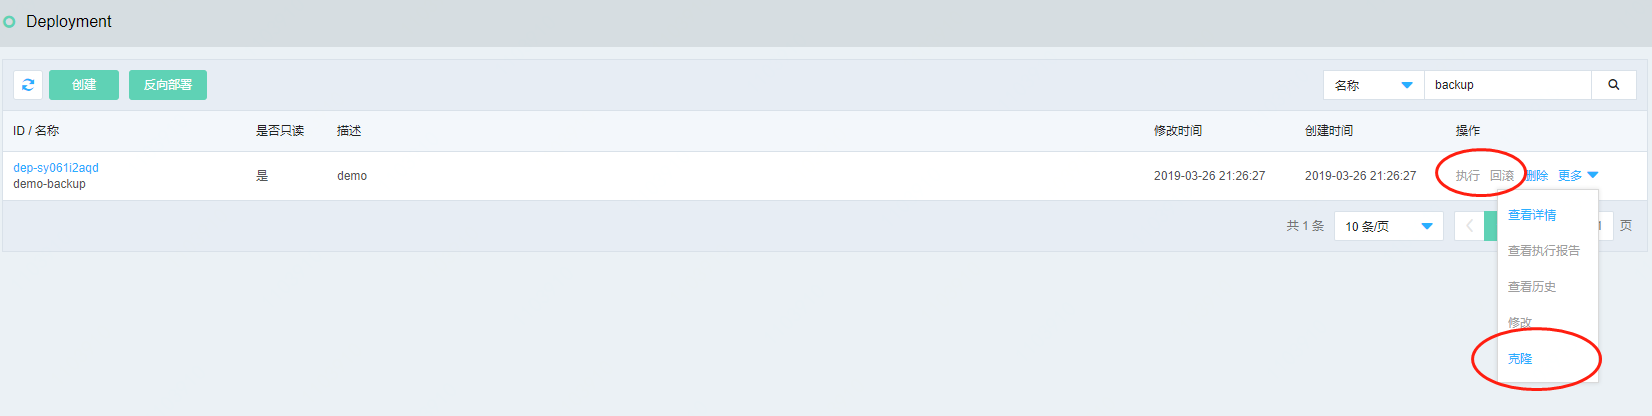 Deployment
创建 反向部署 名称 backup
ID / 名称 是否只读 描述 修改时间 创建时间 操作
dep-sy061i2aqd
demo-backup 是 demo 2019-03-26 21:26:27 2019-03-26 21:26:27 执行 回滚 删除 更多
查看详情
共 1 条 10 条/页 1 页
查看执行报告
查看历史
修改
克隆